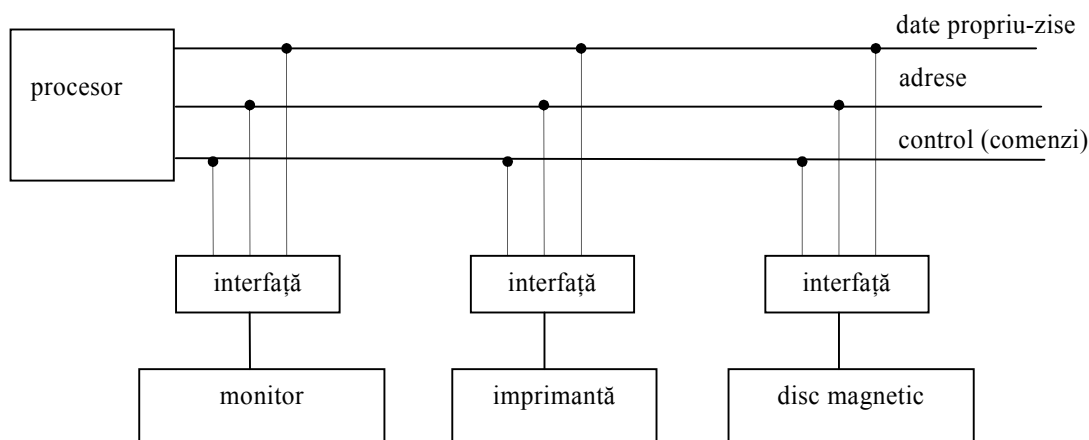 date propriu-zise
procesor
adrese
control (comenzi)
interfață interfață interfață
monitor imprimantă disc magnetic